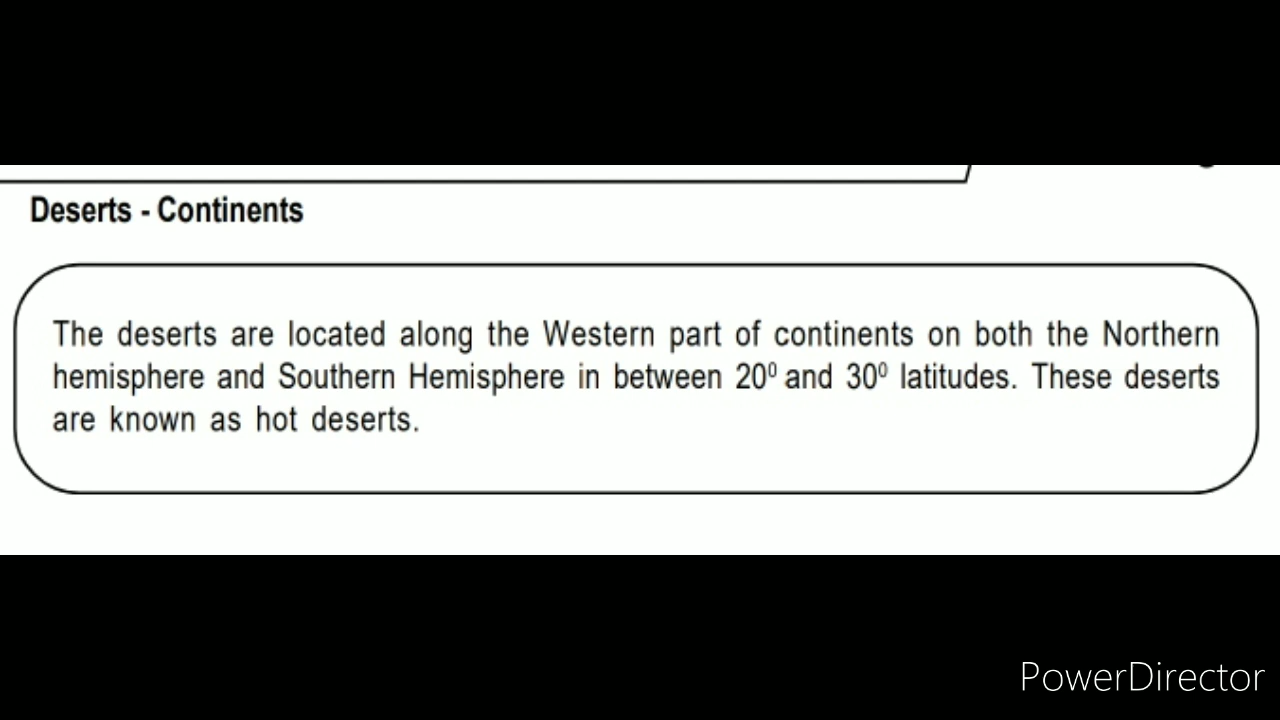 Deserts - Continents
The deserts are located along the Western part of continents on both the Northern
hemisphere and Southern Hemisphere in between 20⁰ and 30⁰ latitudes. These deserts
are known as hot deserts.
PowerDirector